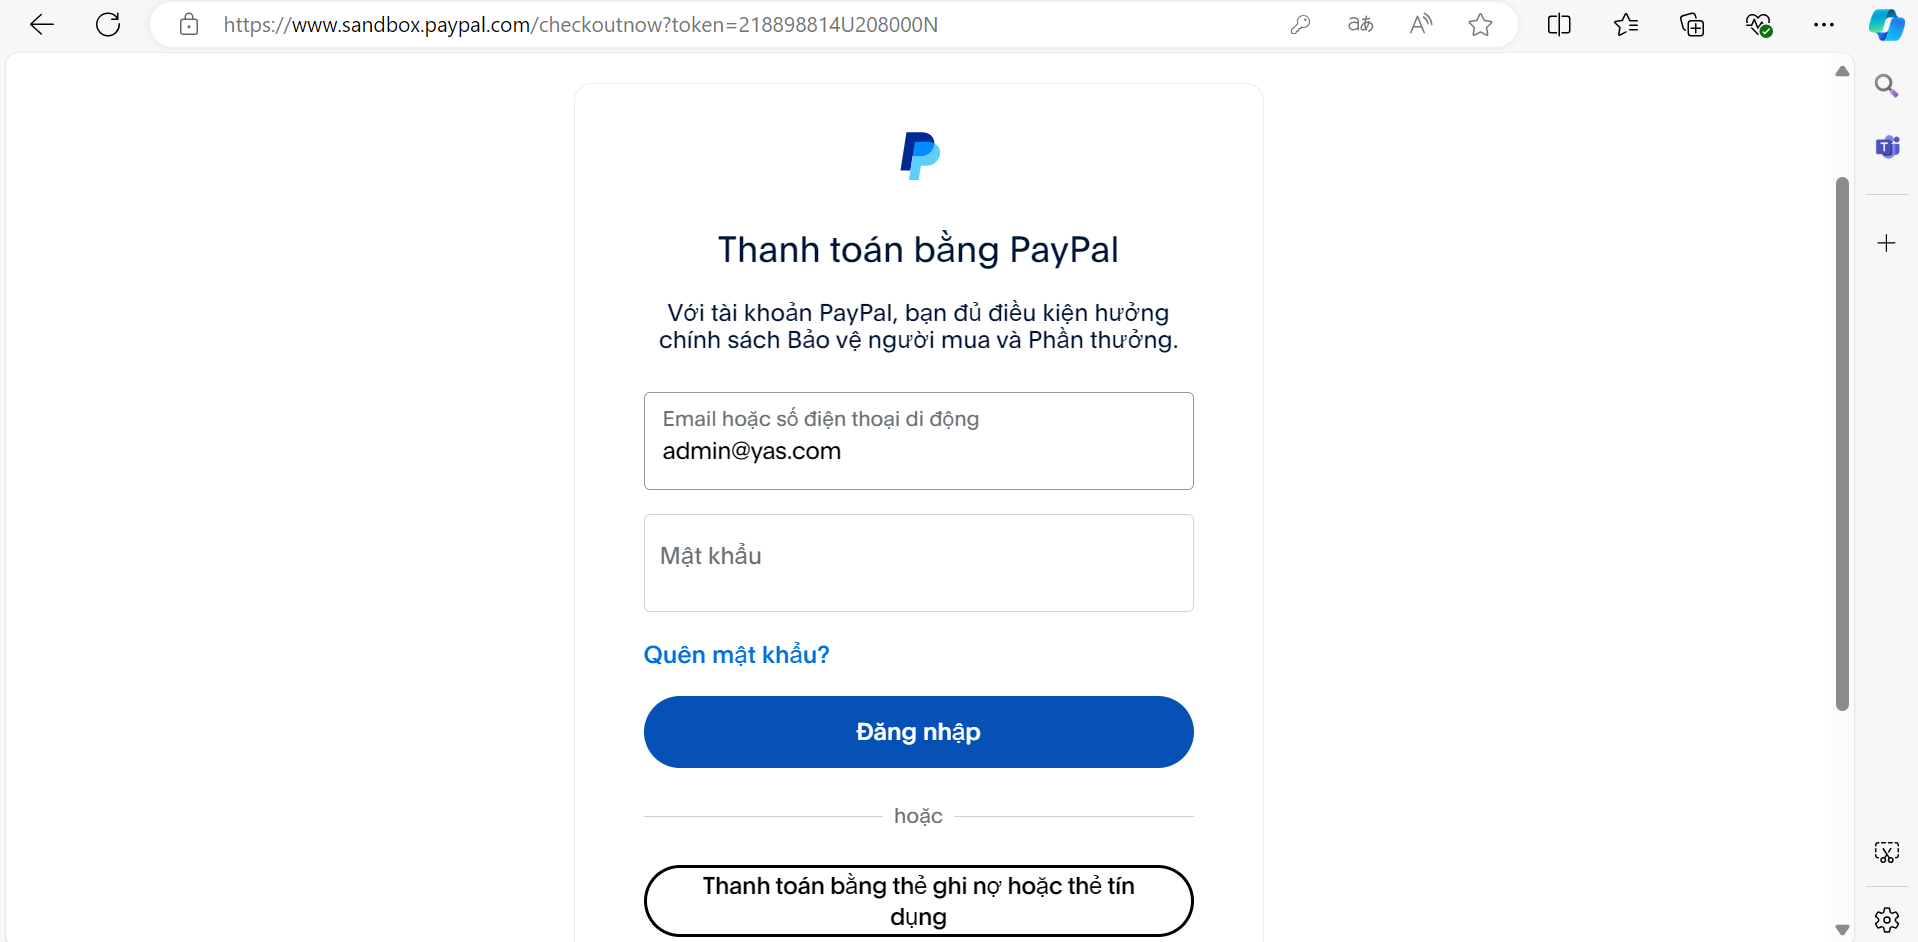 https://www.sandbox.paypal.com/checkoutnow?token=218898814U208000N
Thanh toán bằng PayPal
Với tài khoản PayPal, bạn đủ điều kiện hưởng
chính sách Bảo vệ người mua và Phần thưởng.
Email hoặc số điện thoại di động
admin@yas.com
Mật khẩu
Quên mật khẩu?
Đăng nhập
hoặc
Thanh toán bằng thẻ ghi nợ hoặc thẻ tín
dụng